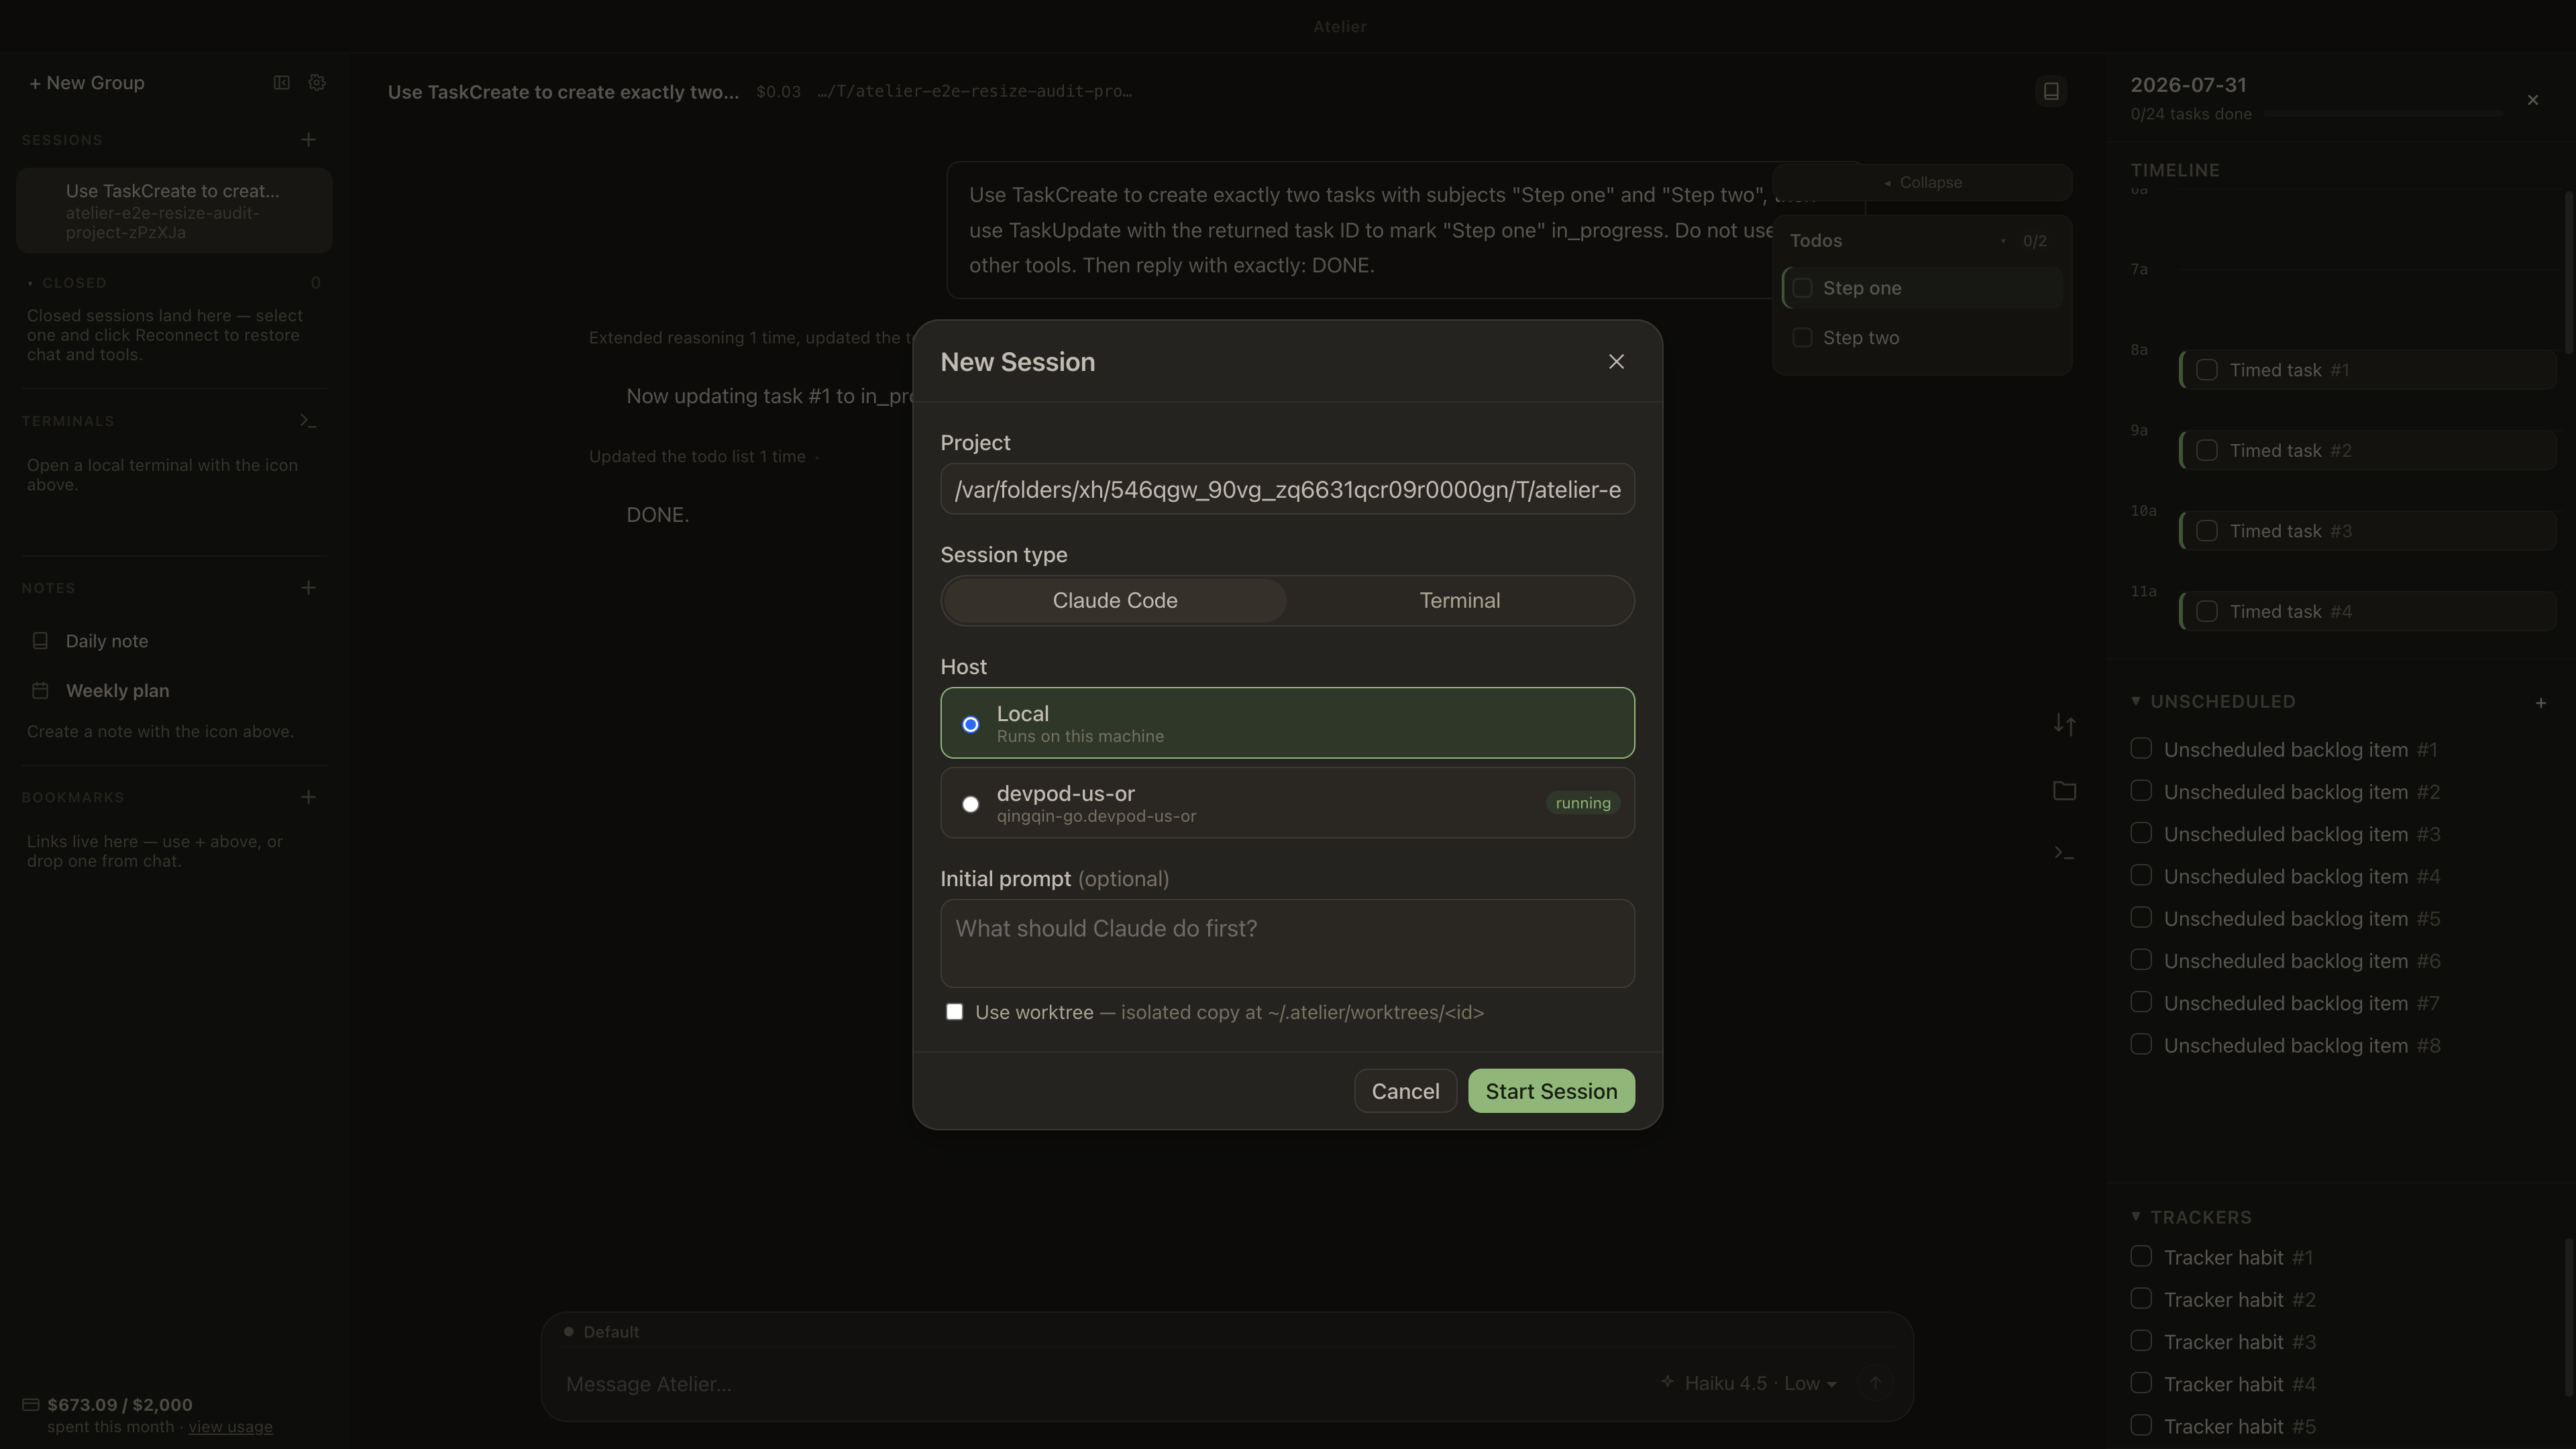 Atelier
+ New Group
SESSIONS
Use TaskCreate to creat...
atelier-e2e-resize-audit-
project-zPzXJa
CLOSED 0
Closed sessions land here — select
one and click Reconnect to restore
chat and tools.
TERMINALS
Open a local terminal with the icon
above.
NOTES
Daily note
Weekly plan
Create a note with the icon above.
BOOKMARKS
Links live here — use + above, or
drop one from chat.
$673.09 / $2,000
spent this month · view usage
Use TaskCreate to create exactly two... $0.03 …/T/atelier-e2e-resize-audit-pro…
Use TaskCreate to create exactly two tasks with subjects "Step one" and "Step two", then
use TaskUpdate with the returned task ID to mark "Step one" in_progress. Do not use
other tools. Then reply with exactly: DONE.
Extended reasoning 1 time, updated the t
Now updating task #1 to in_pro
Updated the todo list 1 time
DONE.
Collapse
Todos 0/2
Step one
Step two
New Session
Project
/var/folders/xh/546qgw_90vg_zq6631qcr09r0000gn/T/atelier-e
Session type
Claude Code Terminal
Host
Local
Runs on this machine
devpod-us-or
qingqin-go.devpod-us-or
running
Initial prompt (optional)
What should Claude do first?
Use worktree — isolated copy at ~/.atelier/worktrees/<id>
Cancel Start Session
Default
Message Atelier...
Haiku 4.5 · Low
2026-07-31
0/24 tasks done
TIMELINE
7a
8a
Timed task #1
9a
Timed task #2
10a
Timed task #3
11a
Timed task #4
UNSCHEDULED +
Unscheduled backlog item #1
Unscheduled backlog item #2
Unscheduled backlog item #3
Unscheduled backlog item #4
Unscheduled backlog item #5
Unscheduled backlog item #6
Unscheduled backlog item #7
Unscheduled backlog item #8
TRACKERS
Tracker habit #1
Tracker habit #2
Tracker habit #3
Tracker habit #4
Tracker habit #5